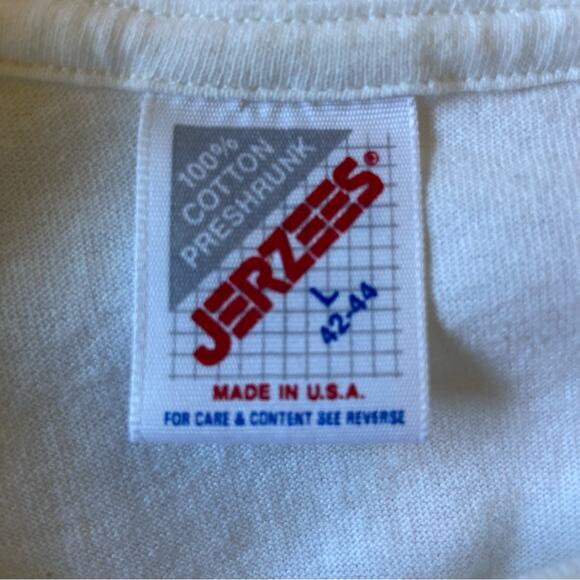 100%
COTTON
PRESHRUNK
JERZEES®
L
42-44
MADE IN U.S.A.
FOR CARE & CONTENT SEE REVERSE